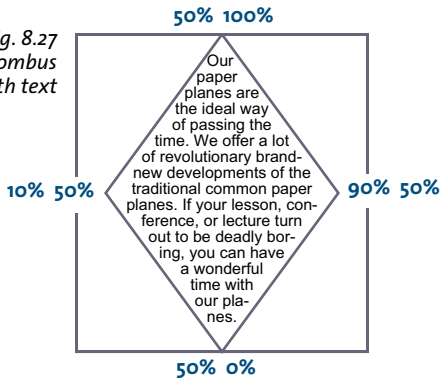 50% 100%
g. 8.27
ombus
th text
Our
paper
planes are
the ideal way
of passing the
time. We offer a lot
of revolutionary brand-
new developments of the
traditional common paper
planes. If your lesson, con-
ference, or lecture turn
out to be deadly bor-
ing, you can have
a wonderful
time with
our pla-
nes.
10% 50%
90% 50%
50% 0%